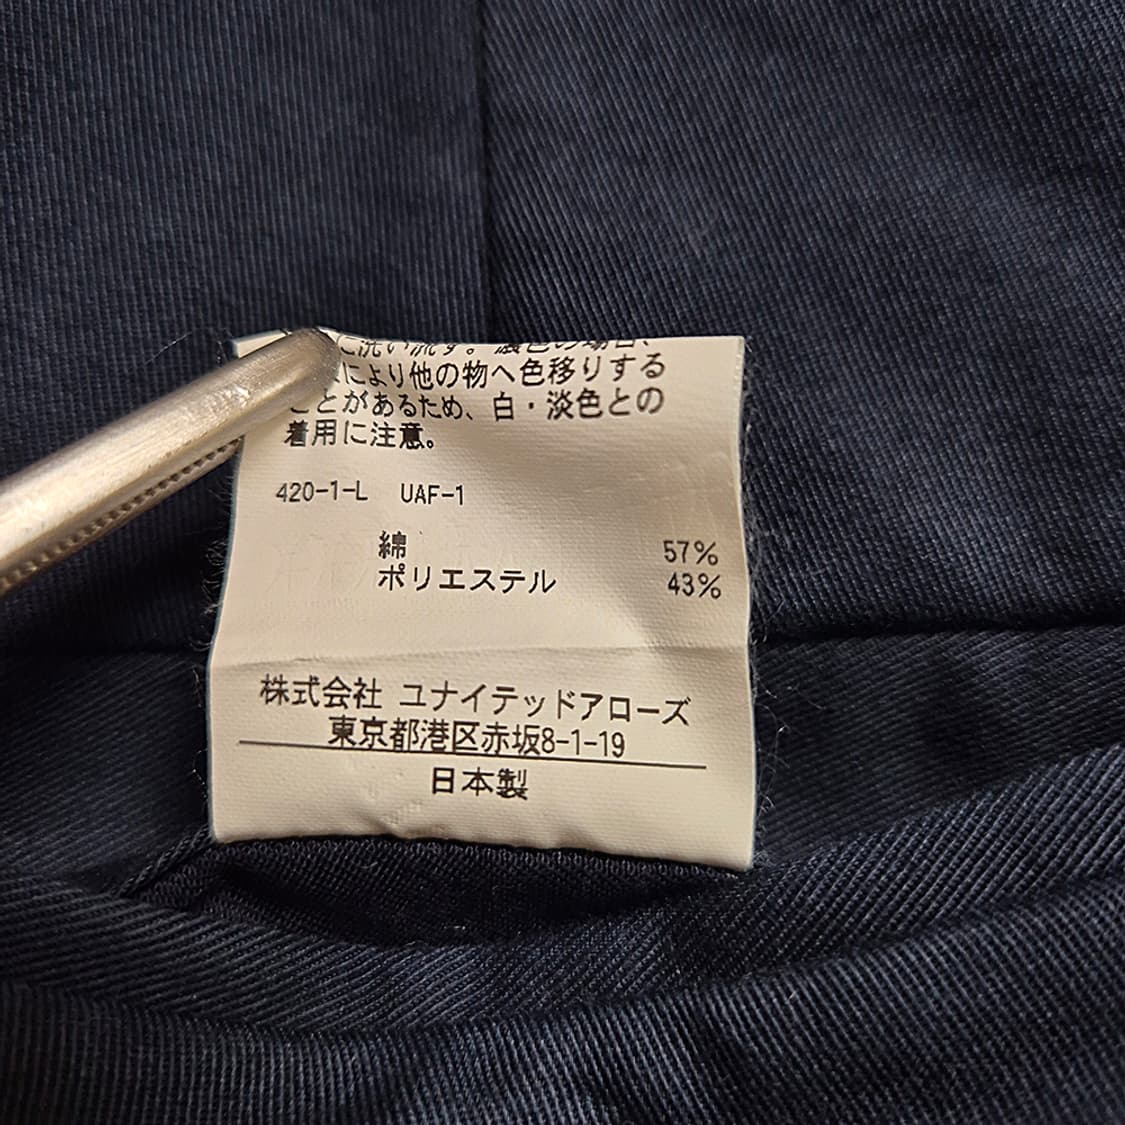 に洗い流す。濃色の場合、
により他の物へ色移りする
ことがあるため、白・淡色との
着用に注意。
420-1-L UAF-1
綿 57%
ポリエステル 43%
株式会社 ユナイテッドアローズ
東京都港区赤坂8-1-19
日本製